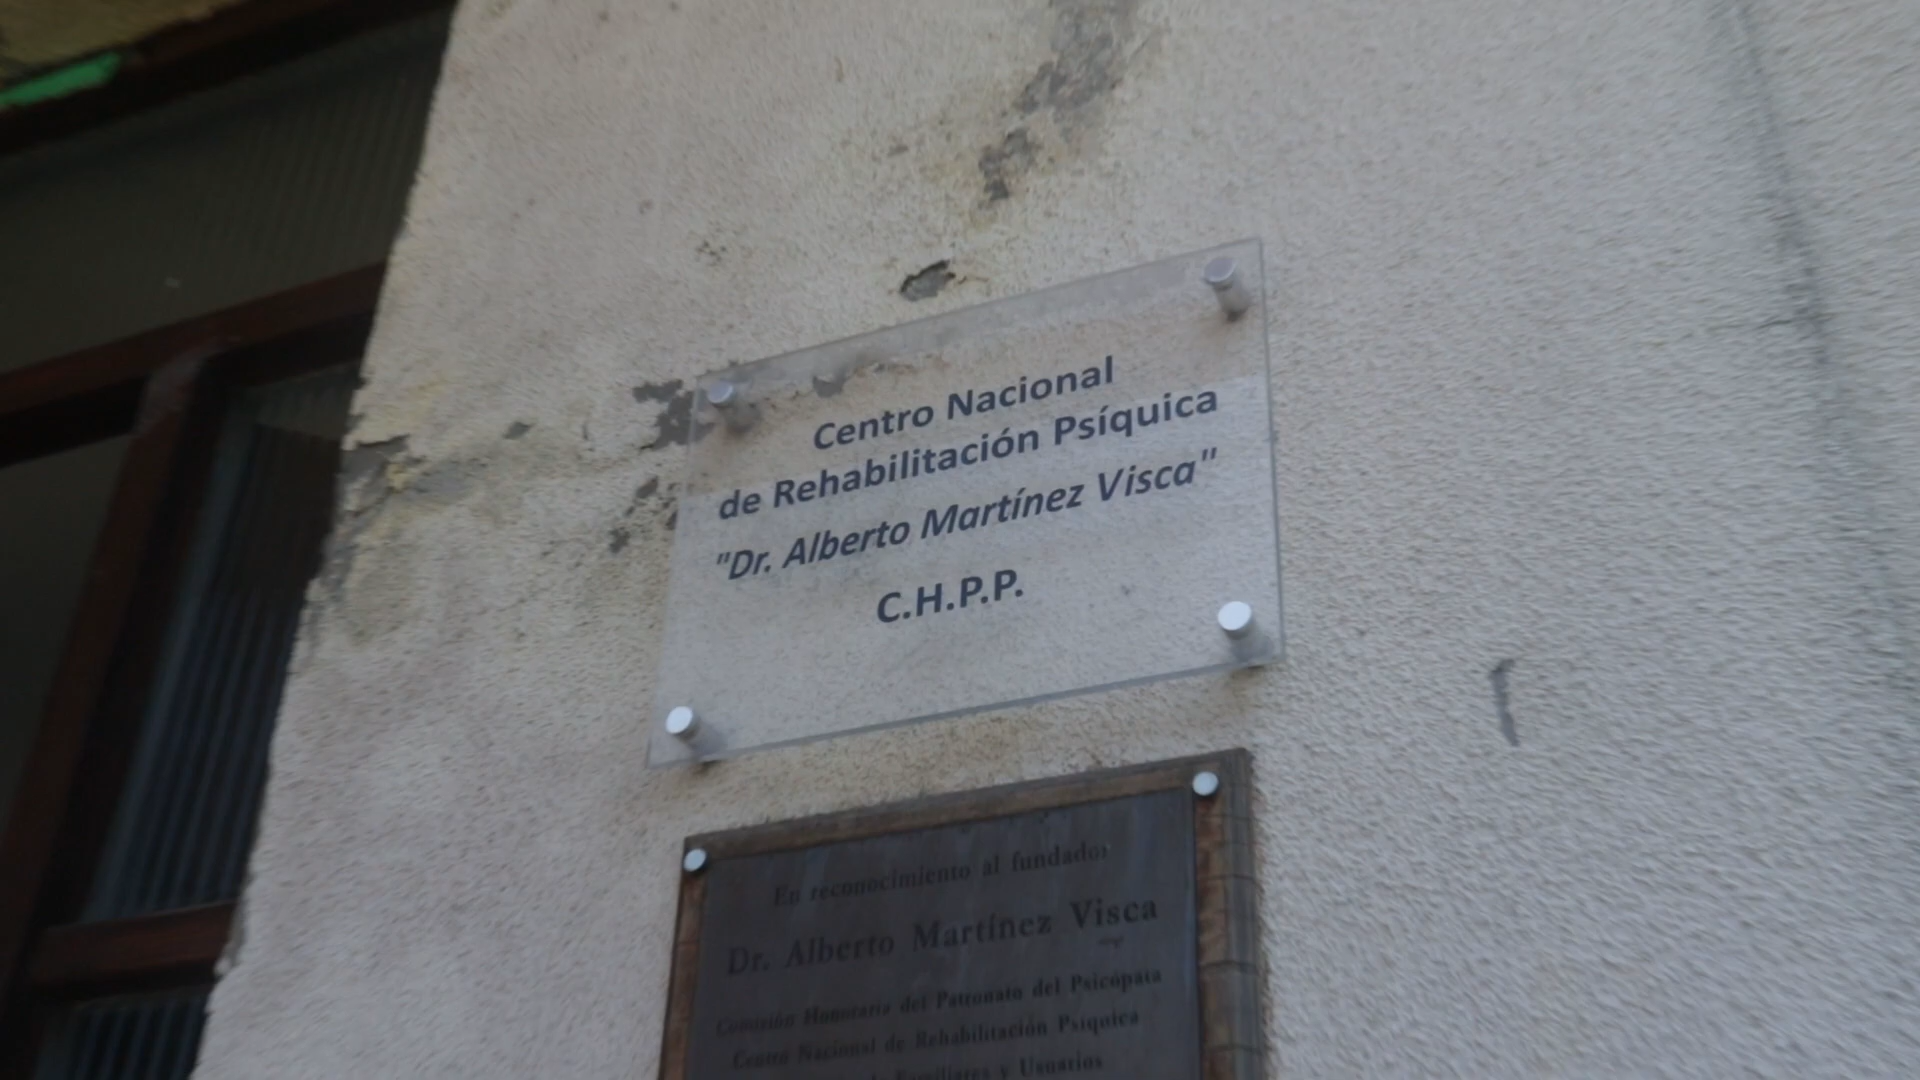 Centro Nacional
de Rehabilitación Psíquica
"Dr. Alberto Martínez Visca"
C.H.P.P.
En reconocimiento al fundador
Dr. Alberto Martínez Visca
Comisión Honoraria del Patronato del Psicópata
Centro Nacional de Rehabilitación Psíquica
Familiares y Usuarios